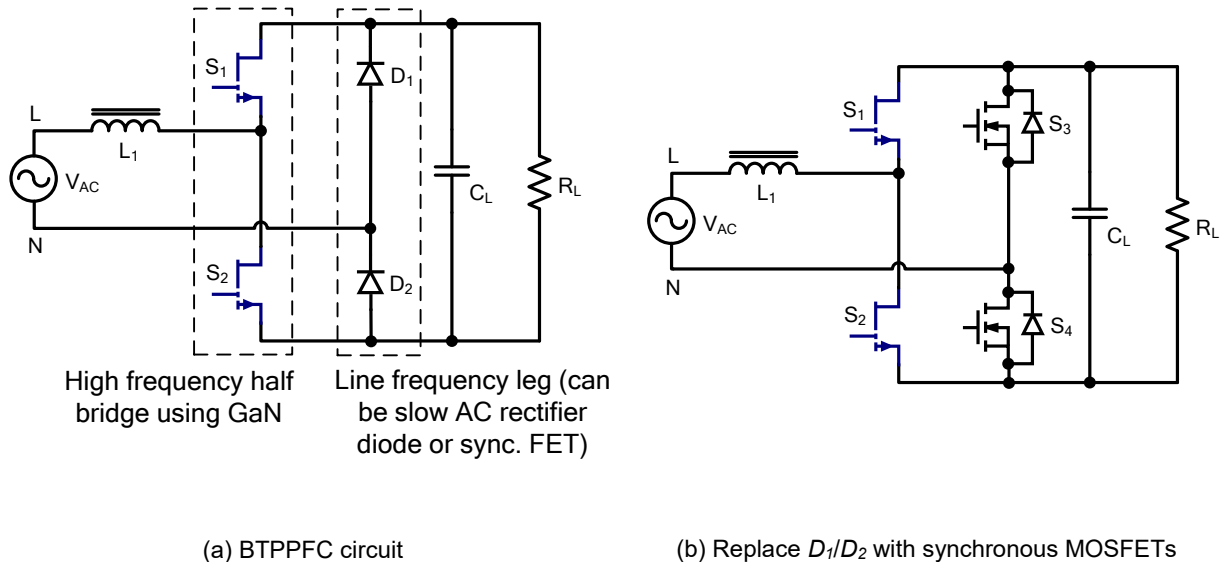 S1
D1
L
L1
VAC
CL
RL
N
S2
D2
High frequency half
bridge using GaN
Line frequency leg (can
be slow AC rectifier
diode or sync. FET)
(a) BTPPFC circuit
S1
S3
L
L1
VAC
CL
RL
N
S2
S4
(b) Replace D1/D2 with synchronous MOSFETs